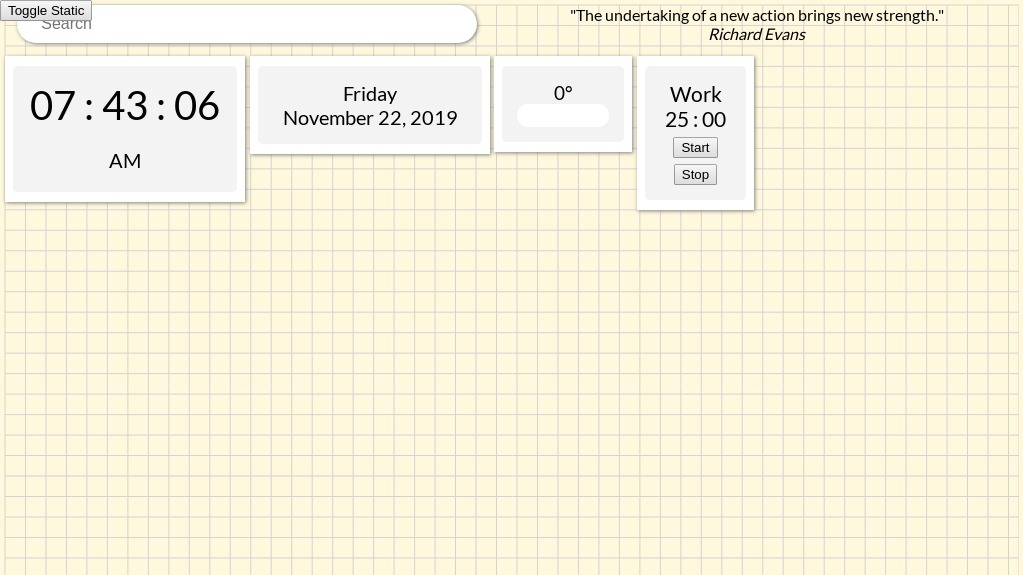 Toggle Static
Search
"The undertaking of a new action brings new strength."
Richard Evans
07 : 43 : 06
AM
Friday
November 22, 2019
0°
Work
25 : 00
Start
Stop